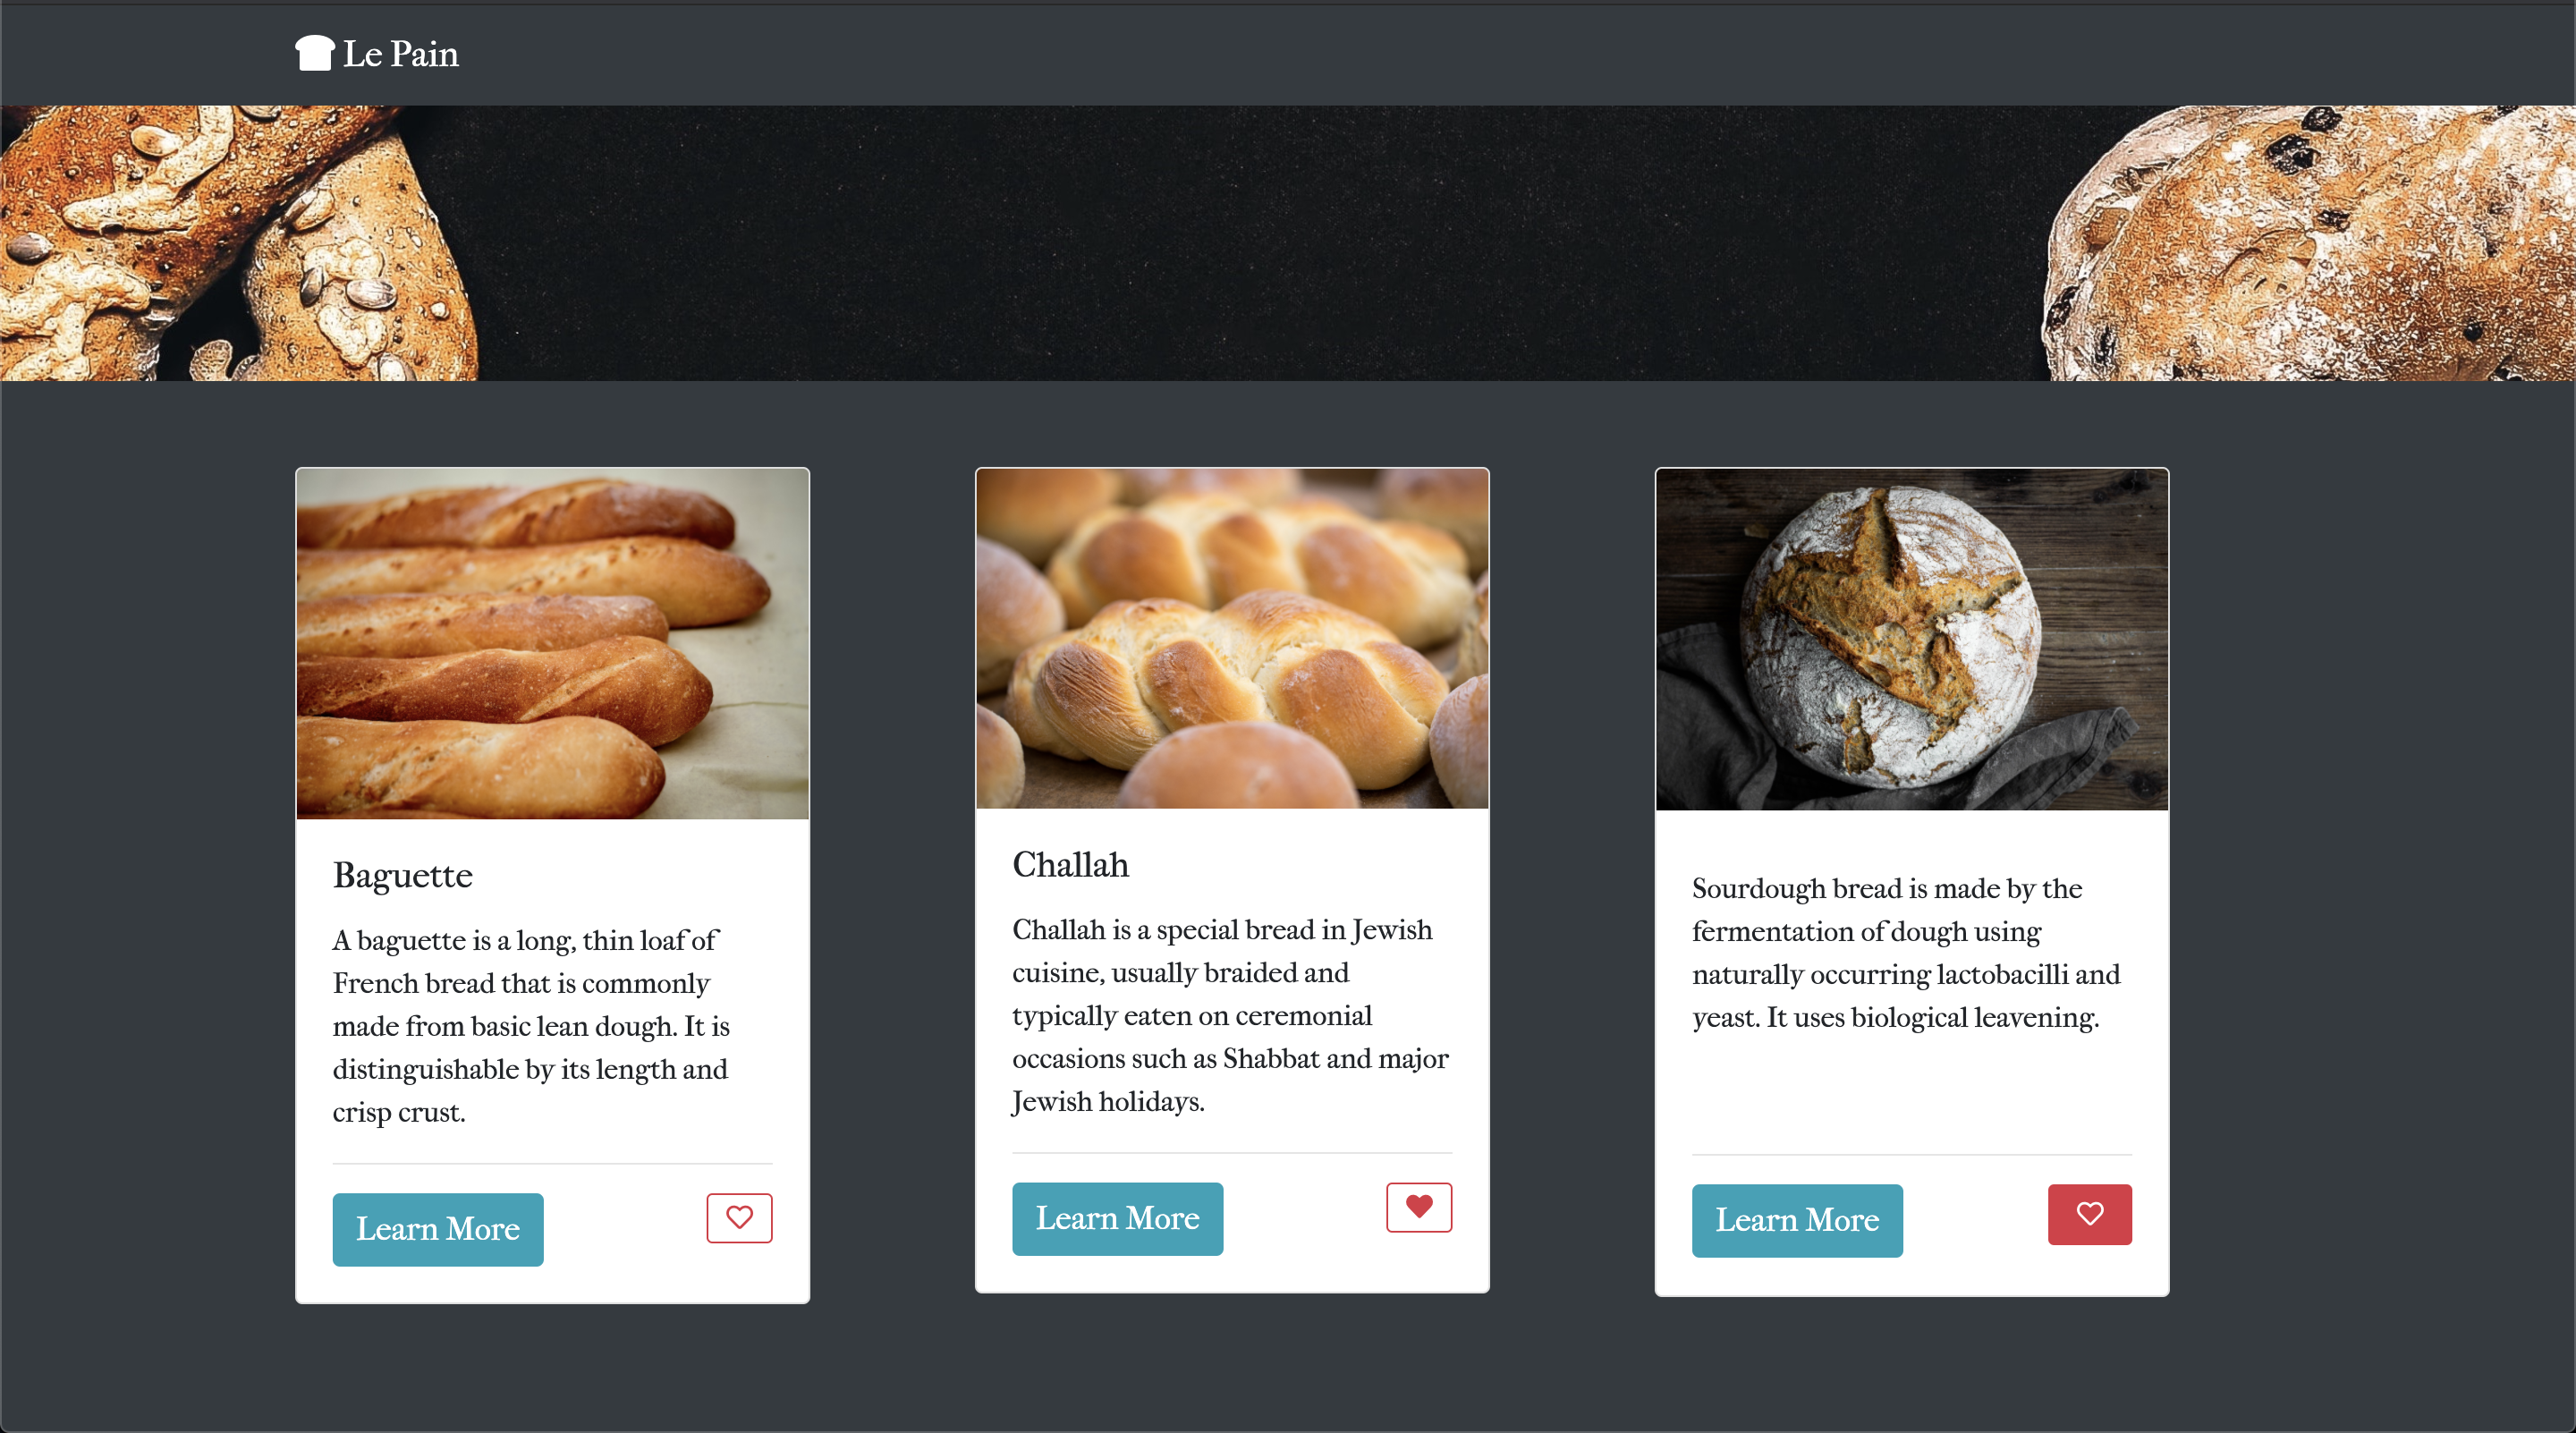 Le Pain
Baguette
A baguette is a long, thin loaf of
French bread that is commonly
made from basic lean dough. It is
distinguishable by its length and
crisp crust.
Learn More
Challah
Challah is a special bread in Jewish
cuisine, usually braided and
typically eaten on ceremonial
occasions such as Shabbat and major
Jewish holidays.
Learn More
Sourdough bread is made by the
fermentation of dough using
naturally occurring lactobacilli and
yeast. It uses biological leavening.
Learn More